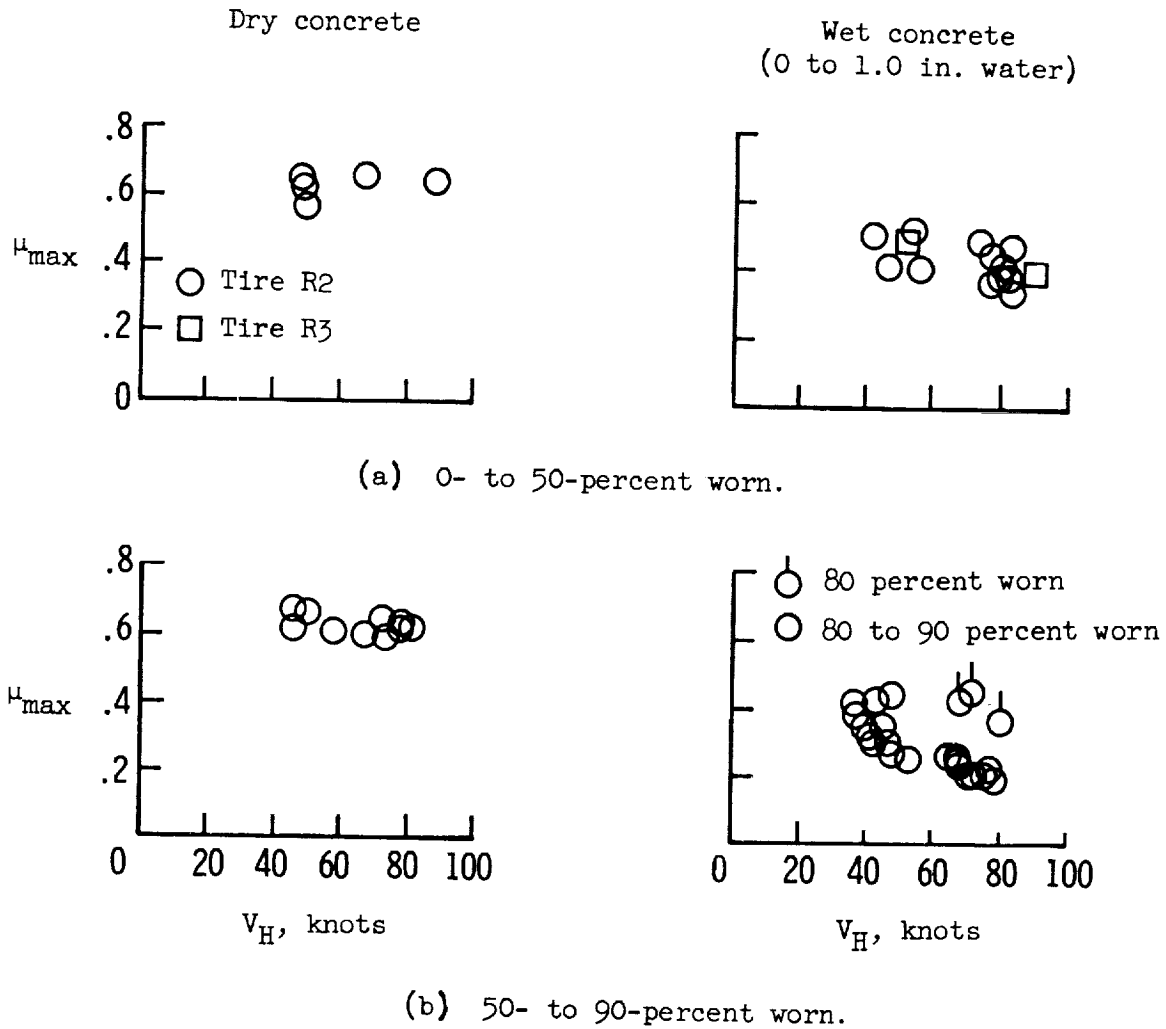 Dry concrete
Wet concrete
(0 to 1.0 in. water)
.8
.6
μmax
.4
Tire R2
.2
Tire R3
0
(a) 0- to 50-percent worn.
.8
80 percent worn
.6
80 to 90 percent worn
μmax
.4
.2
0 20 40 60 80 100
0 20 40 60 80 100
VH, knots
VH, knots
(b) 50- to 90-percent worn.